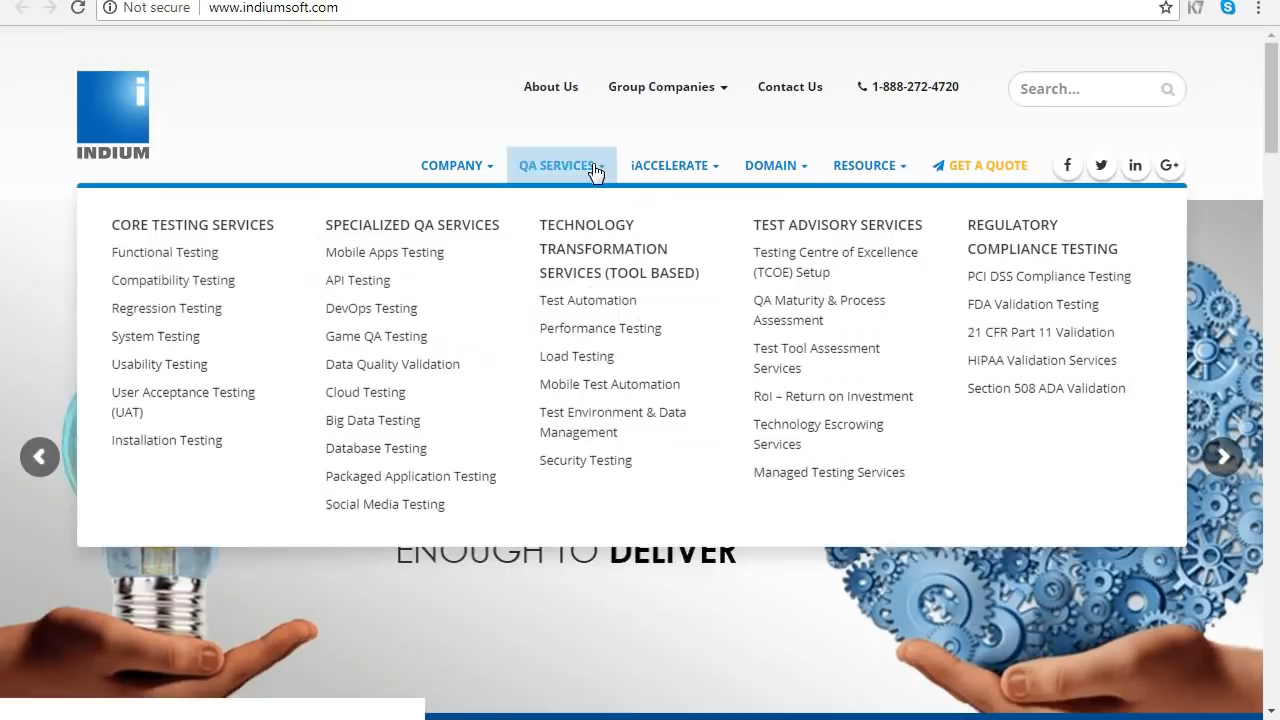 Not secure www.indiumsoft.com
i
INDIUM
About Us Group Companies Contact Us 1-888-272-4720 Search...
COMPANY QA SERVICES iACCELERATE DOMAIN RESOURCE GET A QUOTE f in G+
CORE TESTING SERVICES
Functional Testing
Compatibility Testing
Regression Testing
System Testing
Usability Testing
User Acceptance Testing
(UAT)
Installation Testing
SPECIALIZED QA SERVICES
Mobile Apps Testing
API Testing
DevOps Testing
Game QA Testing
Data Quality Validation
Cloud Testing
Big Data Testing
Database Testing
Packaged Application Testing
Social Media Testing
TECHNOLOGY
TRANSFORMATION
SERVICES (TOOL BASED)
Test Automation
Performance Testing
Load Testing
Mobile Test Automation
Test Environment & Data
Management
Security Testing
TEST ADVISORY SERVICES
Testing Centre of Excellence
(TCOE) Setup
QA Maturity & Process
Assessment
Test Tool Assessment
Services
RoI – Return on Investment
Technology Escrowing
Services
Managed Testing Services
REGULATORY
COMPLIANCE TESTING
PCI DSS Compliance Testing
FDA Validation Testing
21 CFR Part 11 Validation
HIPAA Validation Services
Section 508 ADA Validation
ENOUGH TO DELIVER